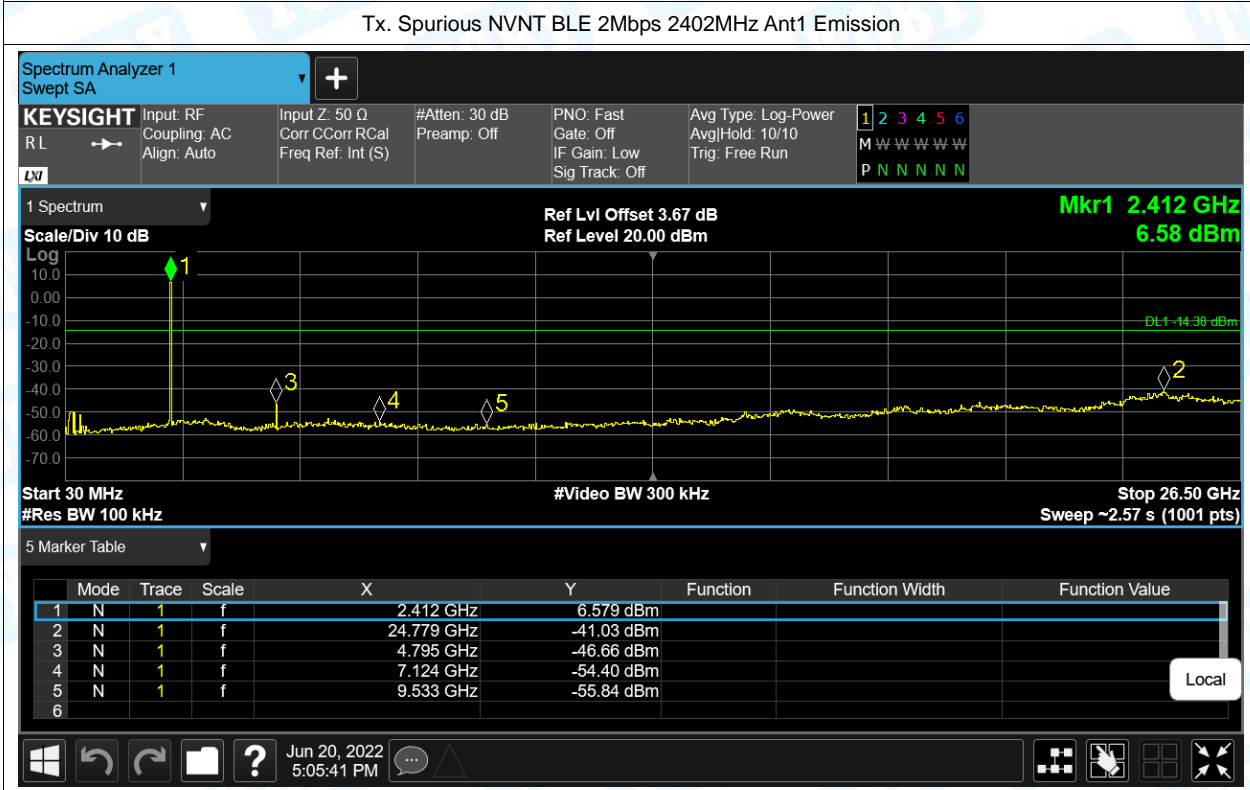 Tx. Spurious NVNT BLE 2Mbps 2402MHz Ant1 Emission
Spectrum Analyzer 1
Swept SA
+
KEYSIGHT
RL
LXI
Input: RF
Coupling: AC
Align: Auto
Input Z: 50 Ω
Corr CCorr RCal
Freq Ref: Int (S)
#Atten: 30 dB
Preamp: Off
PNO: Fast
Gate: Off
IF Gain: Low
Sig Track: Off
Avg Type: Log-Power
Avg|Hold: 10/10
Trig: Free Run
1 2 3 4 5 6
M W W W W W
P N N N N N
1 Spectrum
Scale/Div 10 dB
Ref Lvl Offset 3.67 dB
Ref Level 20.00 dBm
Mkr1 2.412 GHz
6.58 dBm
Log
10.0
0.00
-10.0
-20.0
-30.0
-40.0
-50.0
-60.0
-70.0
1
DL1 -14.38 dBm
2
3
4
5
Start 30 MHz
#Res BW 100 kHz
#Video BW 300 kHz
Stop 26.50 GHz
Sweep ~2.57 s (1001 pts)
5 Marker Table
Mode Trace Scale X Y Function Function Width Function Value
1 N 1 f 2.412 GHz 6.579 dBm
2 N 1 f 24.779 GHz -41.03 dBm
3 N 1 f 4.795 GHz -46.66 dBm
4 N 1 f 7.124 GHz -54.40 dBm
5 N 1 f 9.533 GHz -55.84 dBm
6
Local
?
Jun 20, 2022
5:05:41 PM